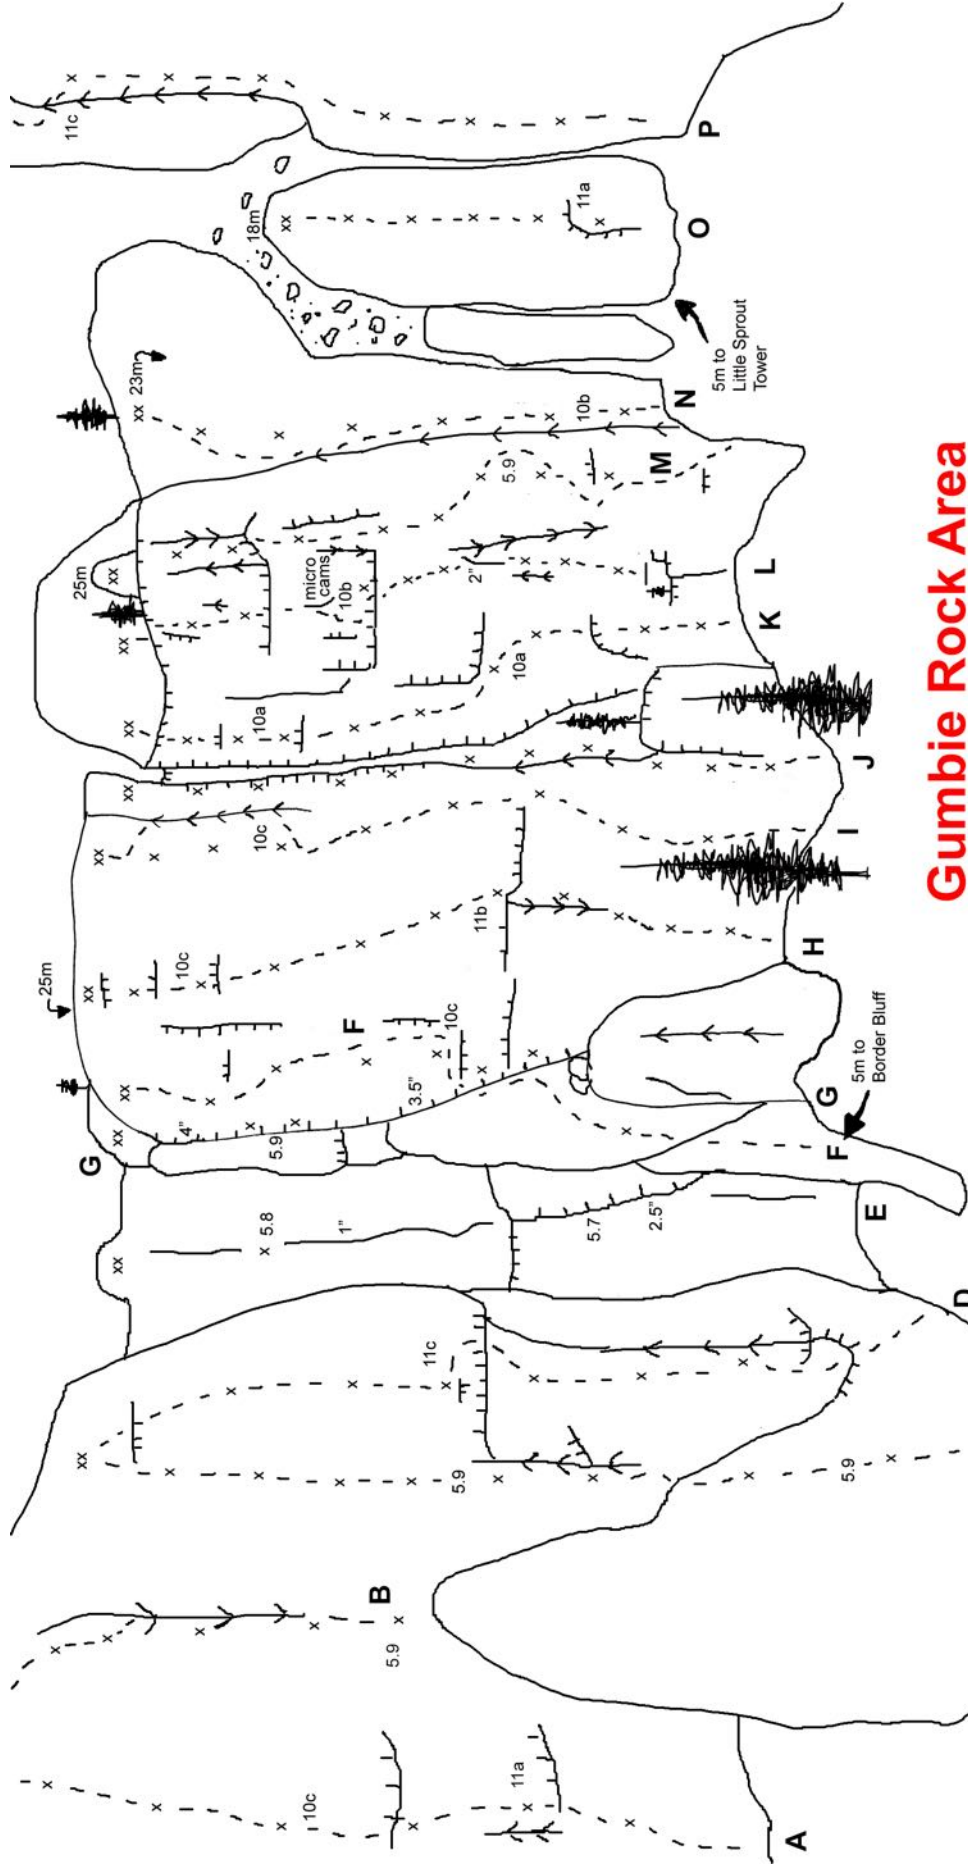 25m
11c
25m
G
23m
10c
4"
18m
10a
10c
5.8
5.9
10c
micro
cams
10b
1"
F
B
5.9
3.5"
11c
10c
5.9
2"
11b
5.9
11a
10a
10b
11a
5.7
2.5"
M
N
O
P
5m to
Little Sprout
Tower
L
K
A
H
G
F
5.9
I
5m to
Border Bluff
J
E
D
Gumbie Rock Area